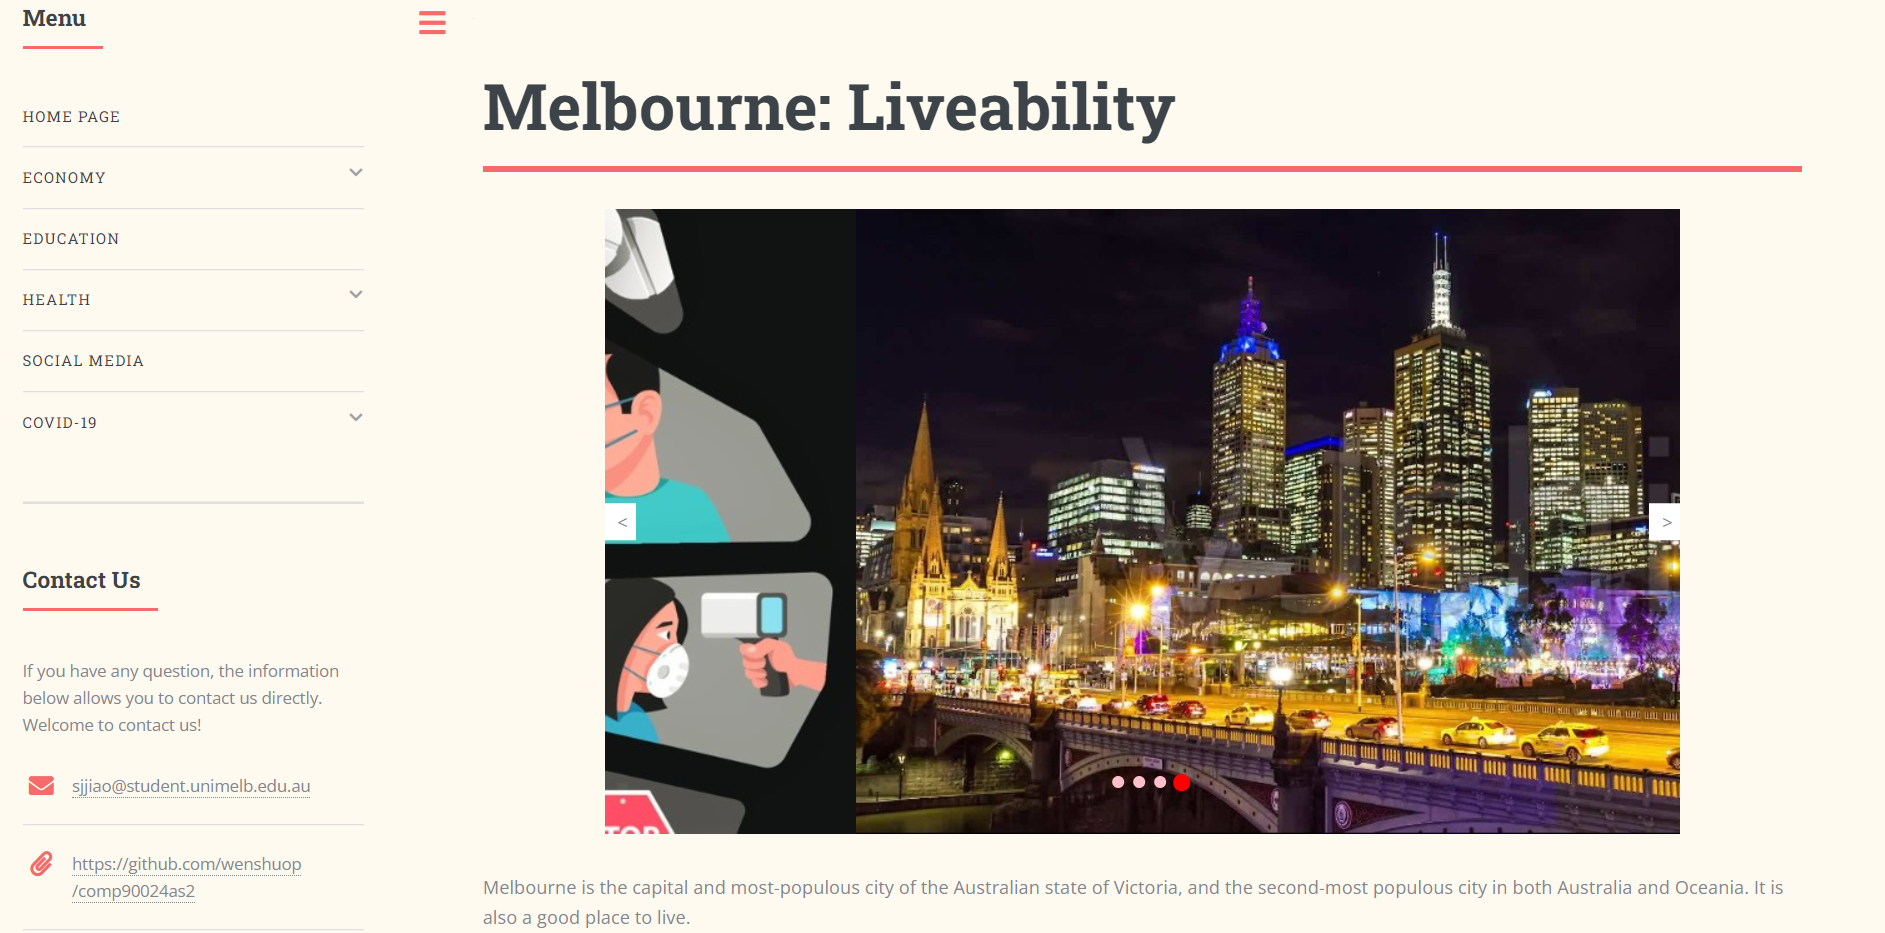 Menu
HOME PAGE
ECONOMY
EDUCATION
HEALTH
SOCIAL MEDIA
COVID-19
Contact Us
If you have any question, the information
below allows you to contact us directly.
Welcome to contact us!
sjjiao@student.unimelb.edu.au
https://github.com/wenshuop
/comp90024as2
Melbourne: Liveability
<
>
Melbourne is the capital and most-populous city of the Australian state of Victoria, and the second-most populous city in both Australia and Oceania. It is
also a good place to live.